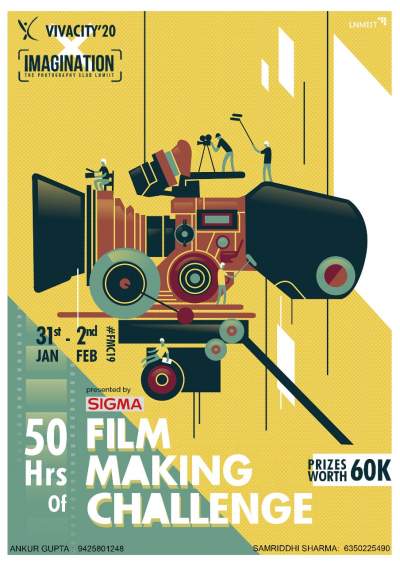 VIVACITY'20
LNMIIT
IMAGINATION
THE PHOTOGRAPHY CLUB LNMIIT
31st - 2nd
JAN FEB
#FMC19
presented by
SIGMA
50 Hrs Of
FILM
MAKING
CHALLENGE
PRIZES WORTH 60K
ANKUR GUPTA : 9425801248
SAMRIDDHI SHARMA: 6350225490